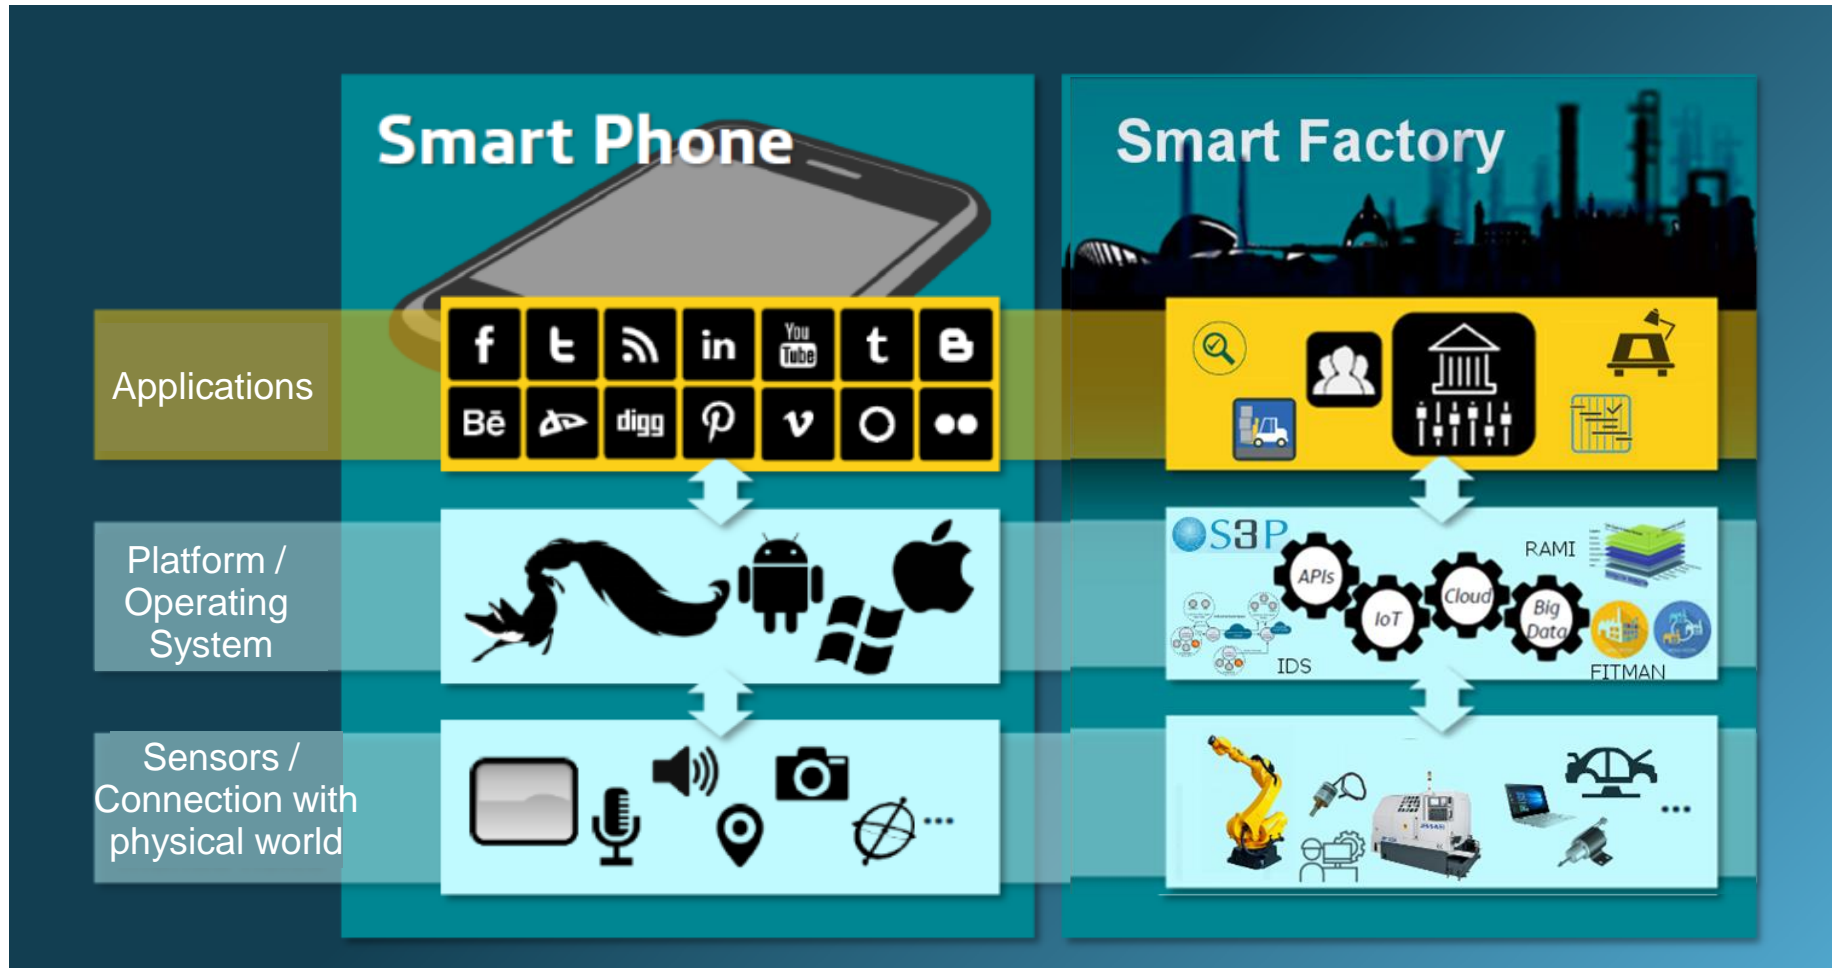 Smart Phone
Smart Factory
Applications
f t in You Tube t B
Bē digg
Platform /
Operating
System
S3P
APIs
IoT
Cloud
Big
Data
RAMI
IDS
FITMAN
Sensors /
Connection with
physical world
...
...